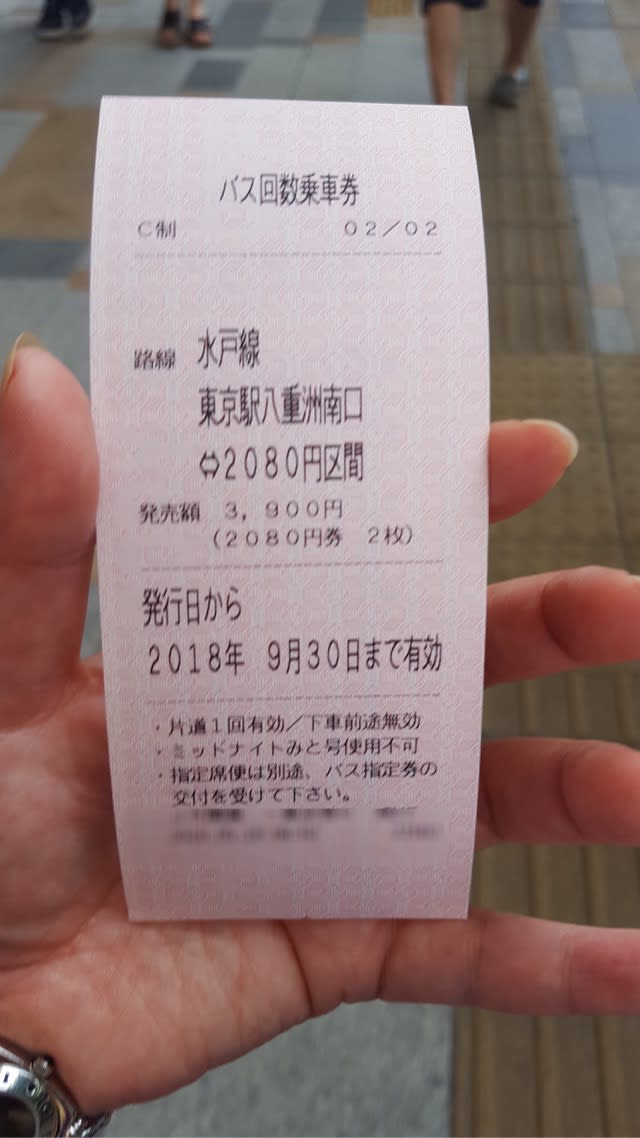 バス回数乗車券
C制 02/02
路線 水戸線
東京駅八重洲南口
⇔2080円区間
発売額 3,900円
(2080円券 2枚)
発行日から
2018年 9月30日まで有効
・片道1回有効/下車前途無効
・ミッドナイトみと号使用不可
・指定席便は別途、バス指定券の
交付を受けて下さい。